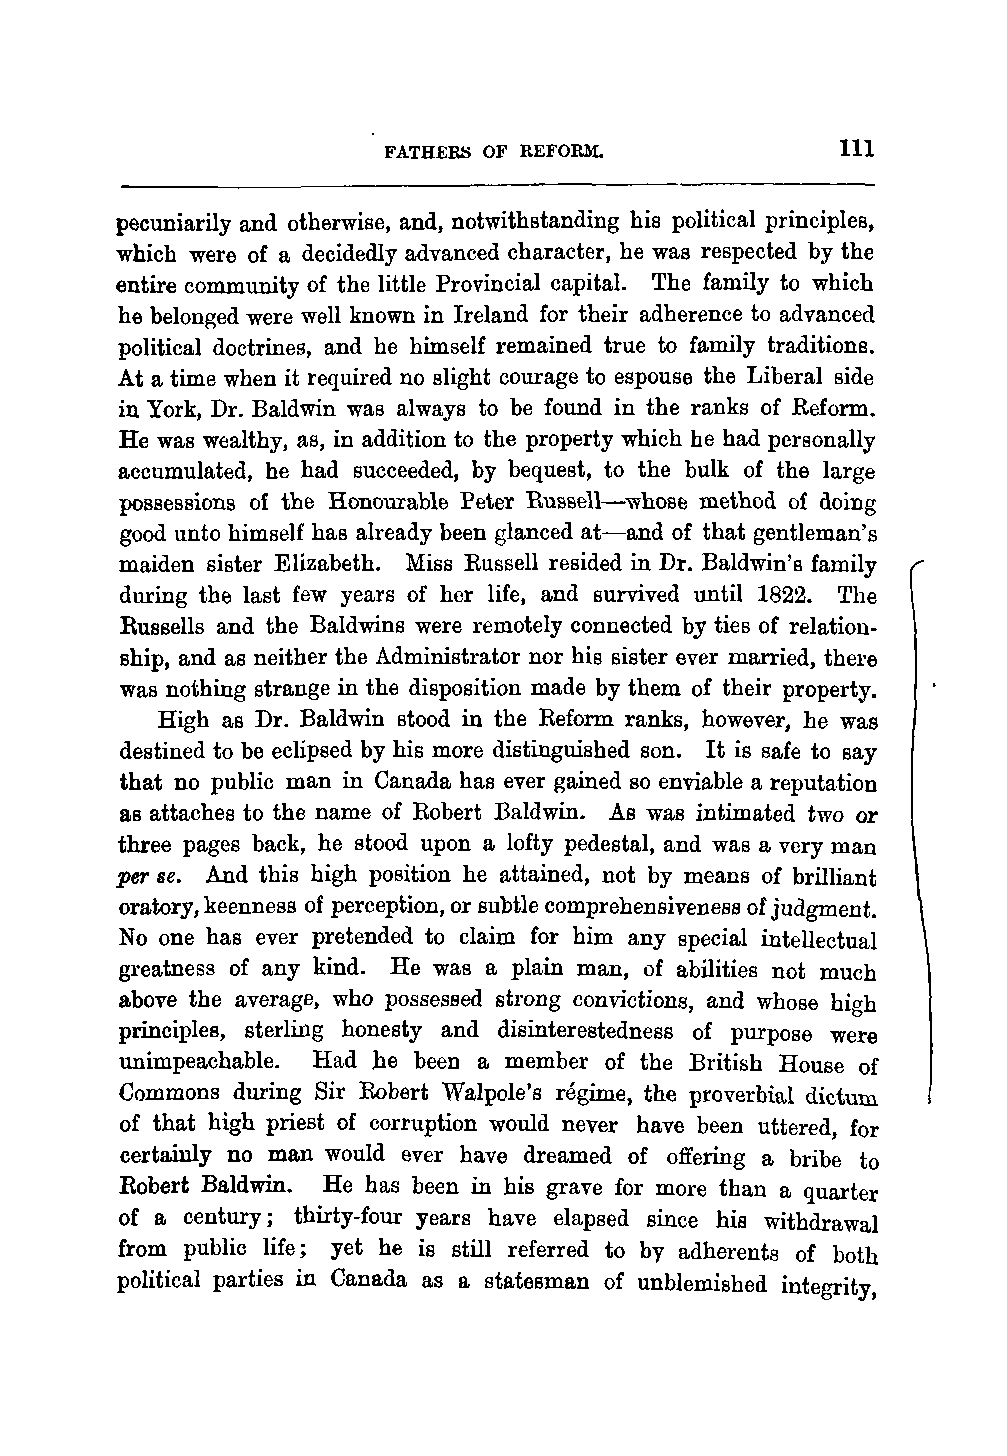 FATHERS OF REFORM. 111
pecuniarily and otherwise, and, notwithstanding his political principles,
which were of a decidedly advanced character, he was respected by the
entire community of the little Provincial capital. The family to which
he belonged were well known in Ireland for their adherence to advanced
political doctrines, and he himself remained true to family traditions.
At a time when it required no slight courage to espouse the Liberal side
in York, Dr. Baldwin was always to be found in the ranks of Reform.
He was wealthy, as, in addition to the property which he had personally
accumulated, he had succeeded, by bequest, to the bulk of the large
possessions of the Honourable Peter Russell—whose method of doing
good unto himself has already been glanced at—and of that gentleman's
maiden sister Elizabeth. Miss Russell resided in Dr. Baldwin's family
during the last few years of her life, and survived until 1822. The
Russells and the Baldwins were remotely connected by ties of relation-
ship, and as neither the Administrator nor his sister ever married, there
was nothing strange in the disposition made by them of their property.
High as Dr. Baldwin stood in the Reform ranks, however, he was
destined to be eclipsed by his more distinguished son. It is safe to say
that no public man in Canada has ever gained so enviable a reputation
as attaches to the name of Robert Baldwin. As was intimated two or
three pages back, he stood upon a lofty pedestal, and was a very man
per se. And this high position he attained, not by means of brilliant
oratory, keenness of perception, or subtle comprehensiveness of judgment.
No one has ever pretended to claim for him any special intellectual
greatness of any kind. He was a plain man, of abilities not much
above the average, who possessed strong convictions, and whose high
principles, sterling honesty and disinterestedness of purpose were
unimpeachable. Had he been a member of the British House of
Commons during Sir Robert Walpole's régime, the proverbial dictum
of that high priest of corruption would never have been uttered, for
certainly no man would ever have dreamed of offering a bribe to
Robert Baldwin. He has been in his grave for more than a quarter
of a century; thirty-four years have elapsed since his withdrawal
from public life; yet he is still referred to by adherents of both
political parties in Canada as a statesman of unblemished integrity,